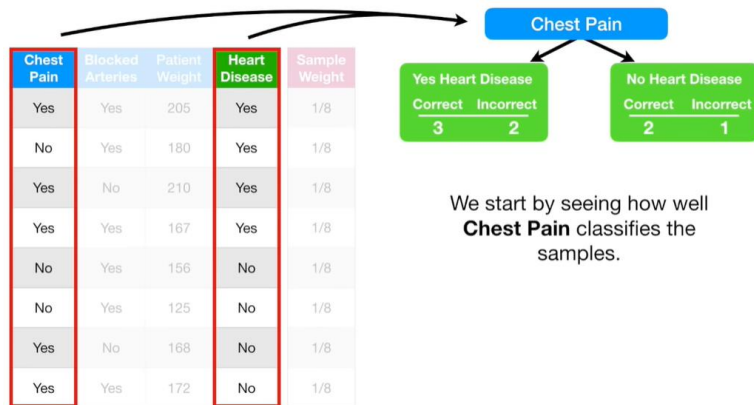 Chest Pain
Chest Pain Blocked Arteries Patient Weight Heart Disease Sample Weight
Yes Yes 205 Yes 1/8
No Yes 180 Yes 1/8
Yes No 210 Yes 1/8
Yes Yes 167 Yes 1/8
No Yes 156 No 1/8
No Yes 125 No 1/8
Yes No 168 No 1/8
Yes Yes 172 No 1/8
Yes Heart Disease
Correct Incorrect
3 2
No Heart Disease
Correct Incorrect
2 1
We start by seeing how well
Chest Pain classifies the
samples.